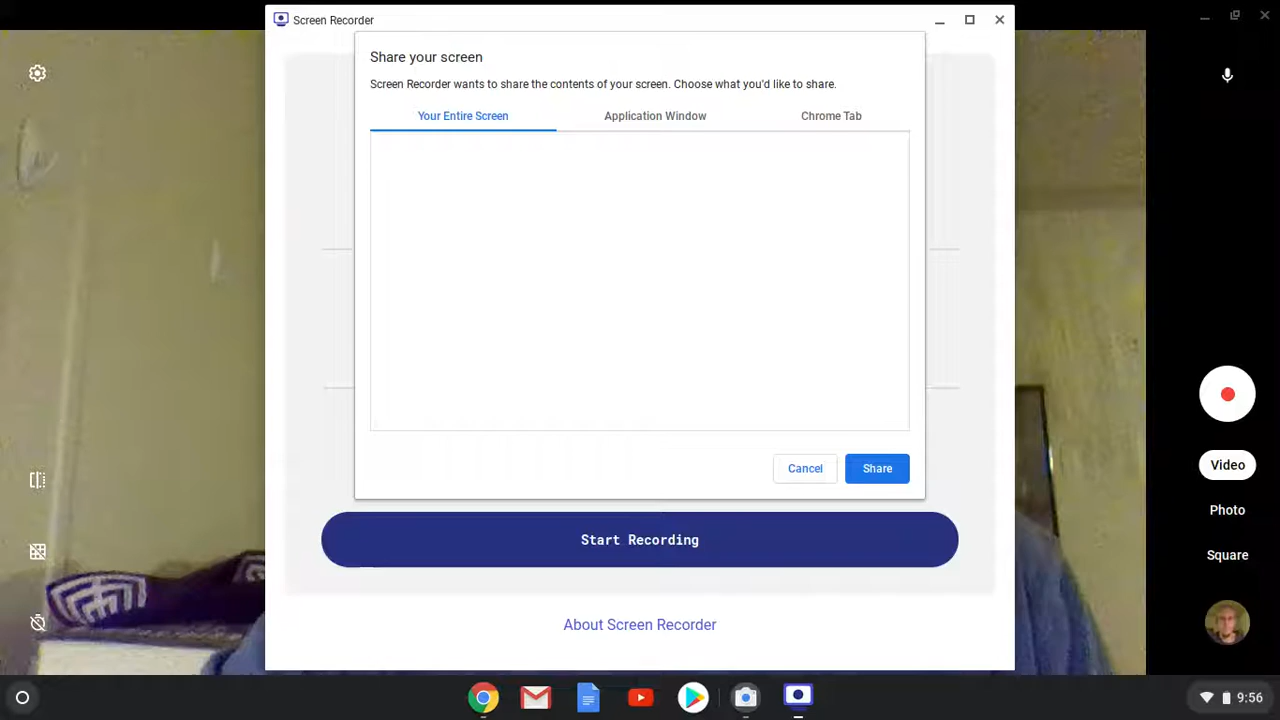 Screen Recorder
Share your screen
Screen Recorder wants to share the contents of your screen. Choose what you'd like to share.
Your Entire Screen
Application Window
Chrome Tab
Cancel
Share
Start Recording
About Screen Recorder
Video
Photo
Square
9:56